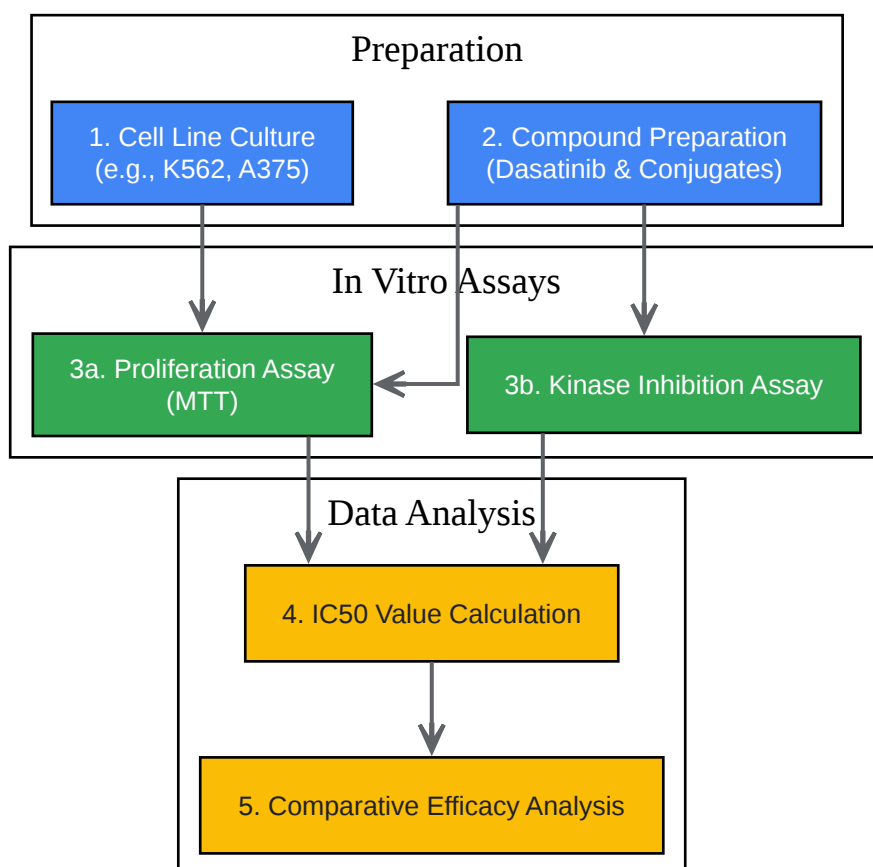 Preparation
1. Cell Line Culture
(e.g., K562, A375)
2. Compound Preparation
(Dasatinib & Conjugates)
In Vitro Assays
3a. Proliferation Assay
(MTT)
3b. Kinase Inhibition Assay
Data Analysis
4. IC50 Value Calculation
5. Comparative Efficacy Analysis